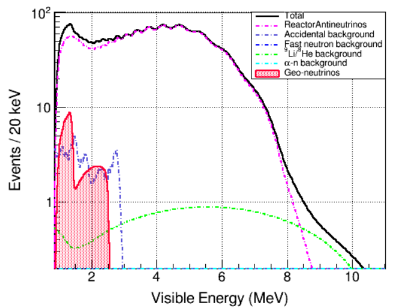 Events / 20 keV
10²
10
1
Total
ReactorAntineutrinos
Accidental background
Fast neutron background
⁹Li/⁸He background
α-n background
Geo-neutrinos
2 4 6 8 10
Visible Energy (MeV)